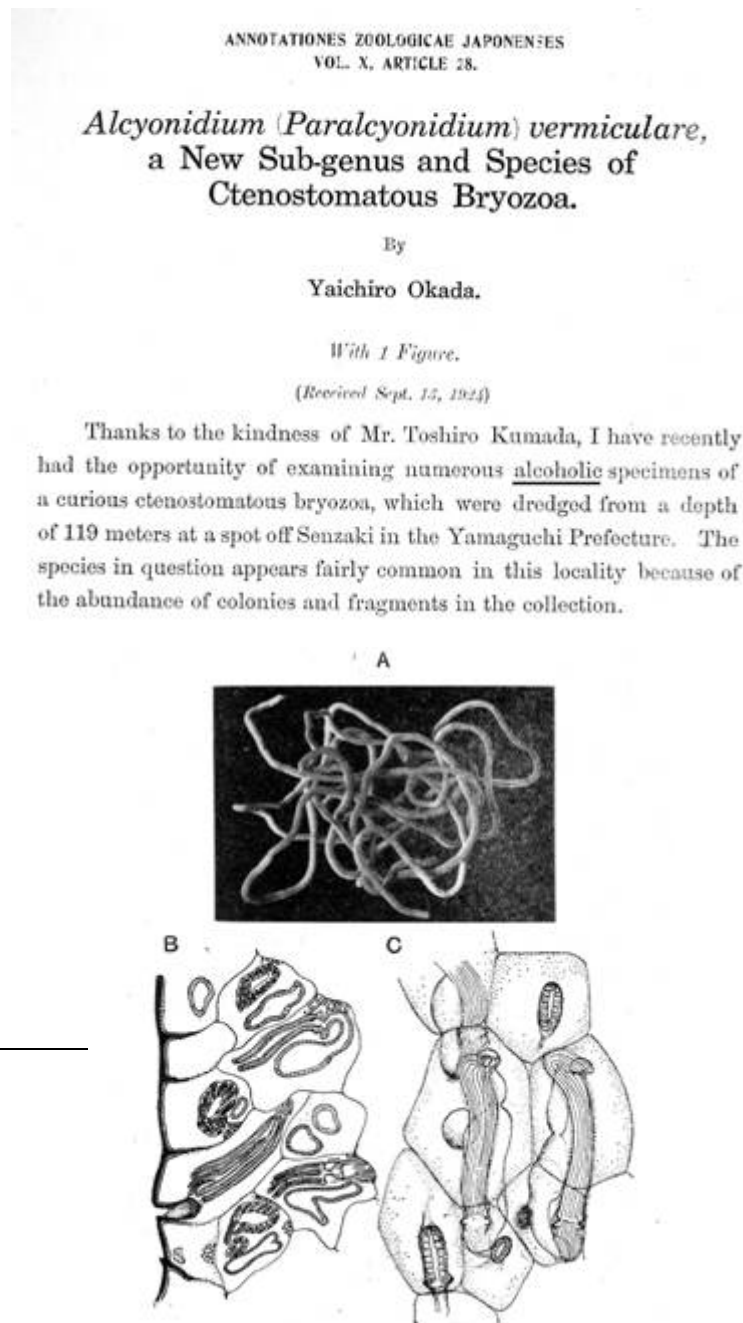 ANNOTATIONES ZOOLOGICAE JAPONENSES
VOL. X, ARTICLE 28.
Alcyonidium (Paralcyonidium) vermiculare,
a New Sub-genus and Species of
Ctenostomatous Bryozoa.
By
Yaichiro Okada.
With 1 Figure.
(Received Sept. 13, 1924)
Thanks to the kindness of Mr. Toshiro Kumada, I have recently
had the opportunity of examining numerous alcoholic specimens of
a curious ctenostomatous bryozoa, which were dredged from a depth
of 119 meters at a spot off Senzaki in the Yamaguchi Prefecture. The
species in question appears fairly common in this locality because of
the abundance of colonies and fragments in the collection.
A
B
C